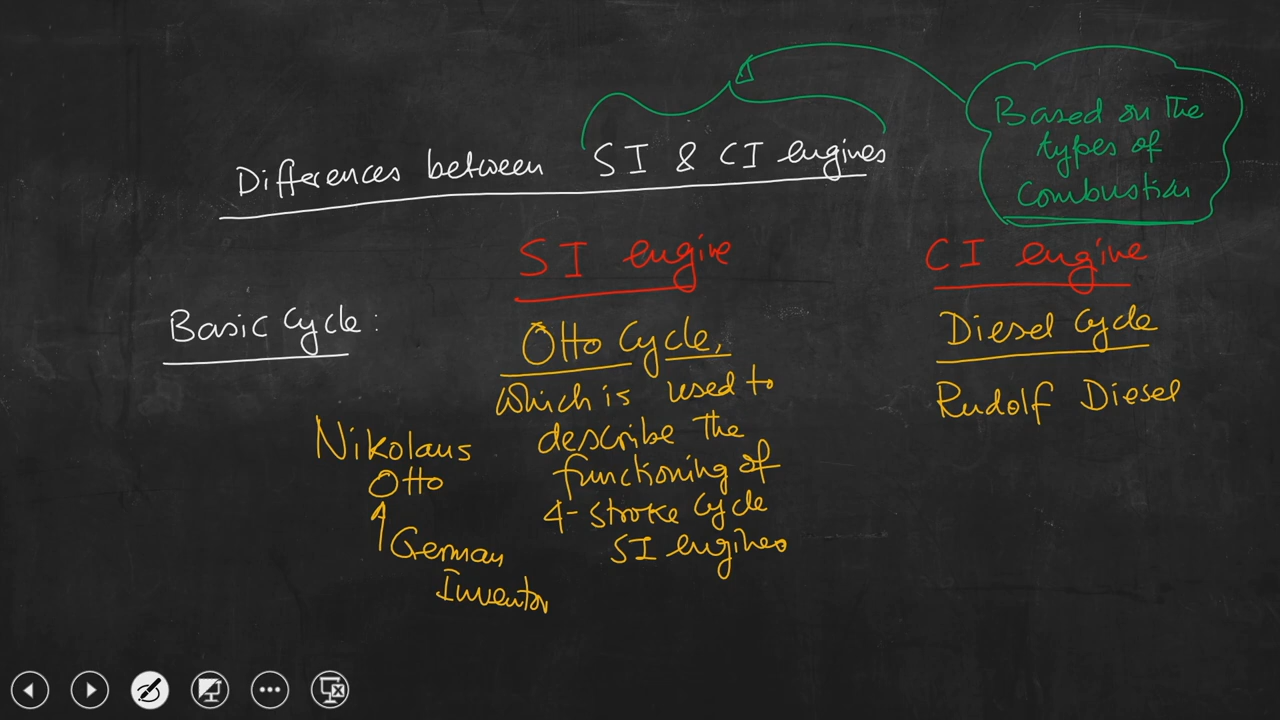 Differences between SI & CI engines
Based on the
types of
Combustion
SI engine
CI engine
Basic Cycle:
Otto Cycle,
which is used to
describe the
functioning of
4-stroke cycle
SI engines
Nikolaus
Otto
German
Inventor
Diesel Cycle
Rudolf Diesel